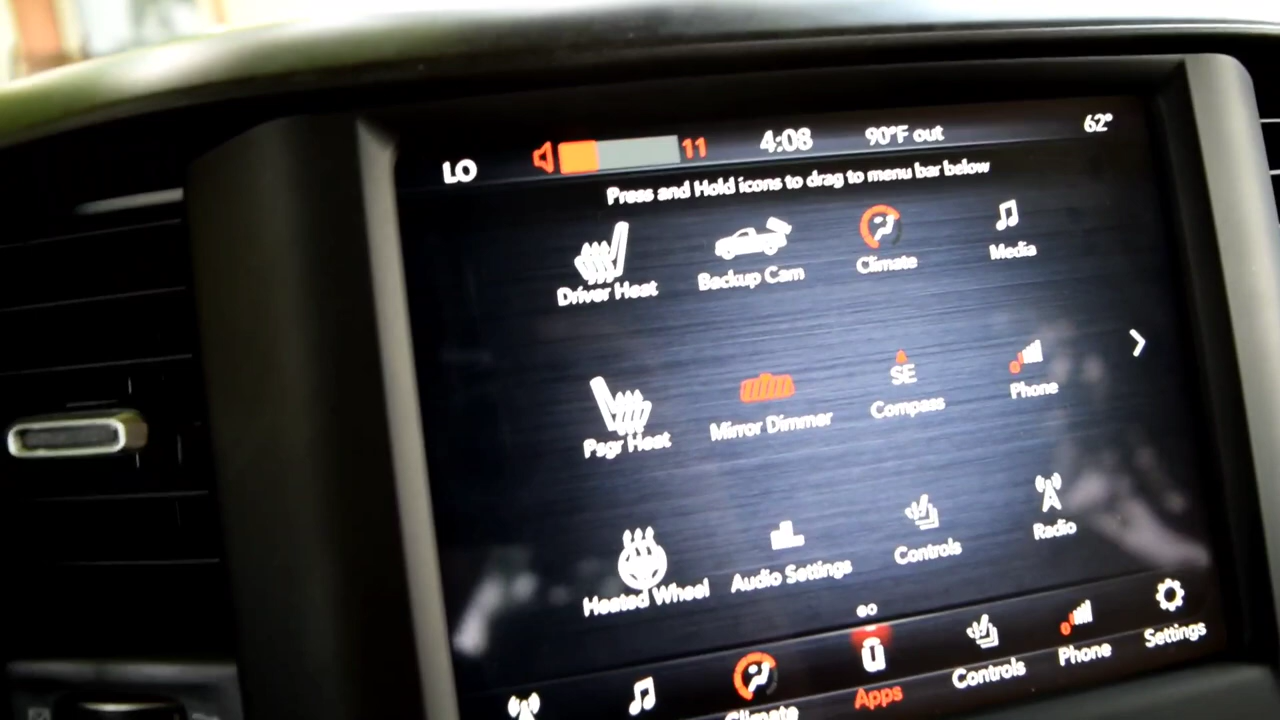 LO 11 4:08 90°F out 62°
Press and Hold icons to drag to menu bar below
Driver Heat Backup Cam Climate Media
SE
Psgr Heat Mirror Dimmer Compass Phone
Heated Wheel Audio Settings Controls Radio
Climate Apps Controls Phone Settings